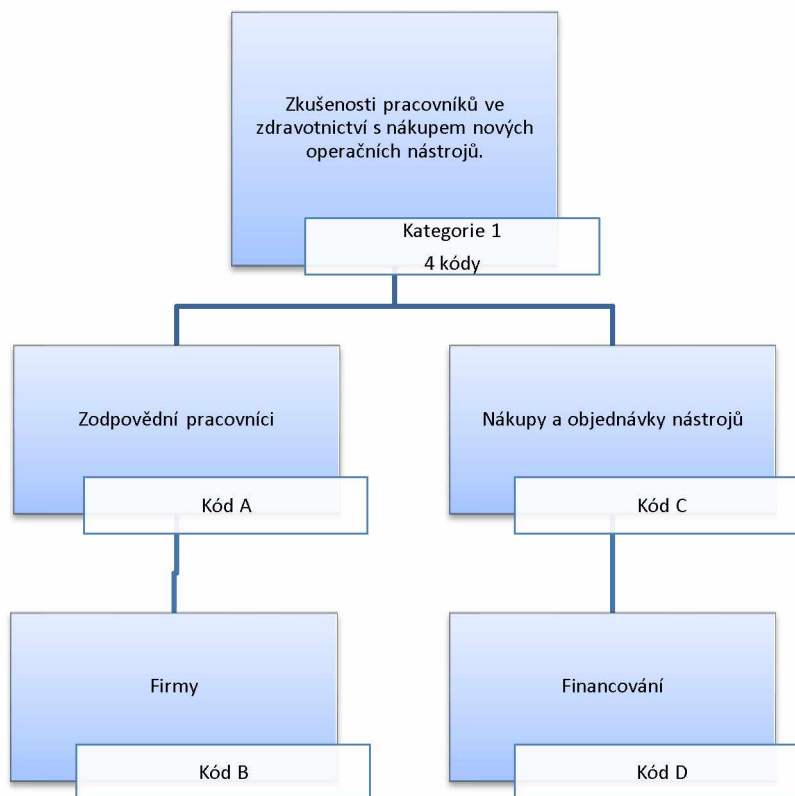 Zkušenosti pracovníků ve
zdravotnictví s nákupem nových
operačních nástrojů.
Kategorie 1
4 kódy
Zodpovědní pracovníci
Kód A
Nákupy a objednávky nástrojů
Kód C
Firmy
Kód B
Financování
Kód D